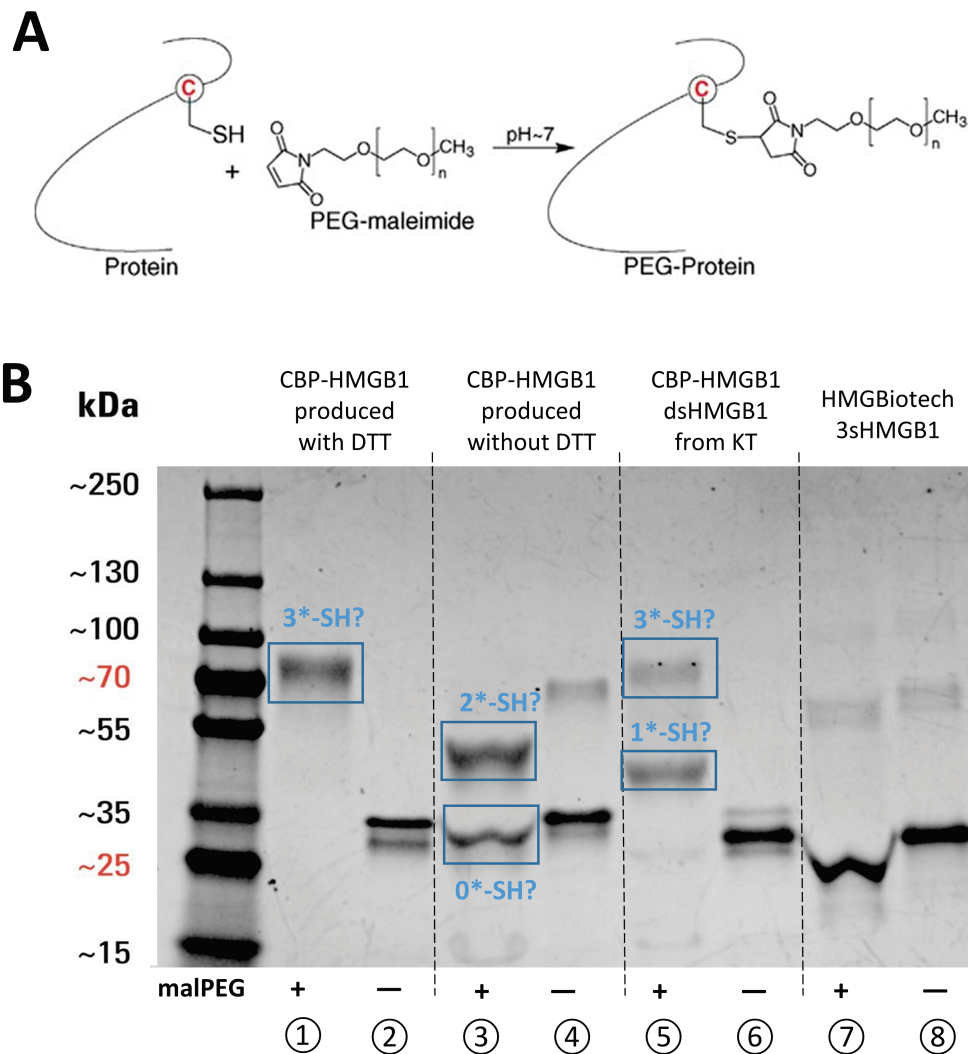 A
C
SH
+
O
N
O
O
O
CH3
n
PEG-maleimide
Protein
pH~7
C
S
O
N
O
O
O
CH3
n
PEG-Protein
B
kDa
CBP-HMGB1
produced
with DTT
CBP-HMGB1
produced
without DTT
CBP-HMGB1
dsHMGB1
from KT
HMGBiotech
3sHMGB1
~250
~130
~100
~70
~55
~35
~25
~15
3*-SH?
2*-SH?
0*-SH?
3*-SH?
1*-SH?
malPEG + — + — + — + —
① ② ③ ④ ⑤ ⑥ ⑦ ⑧